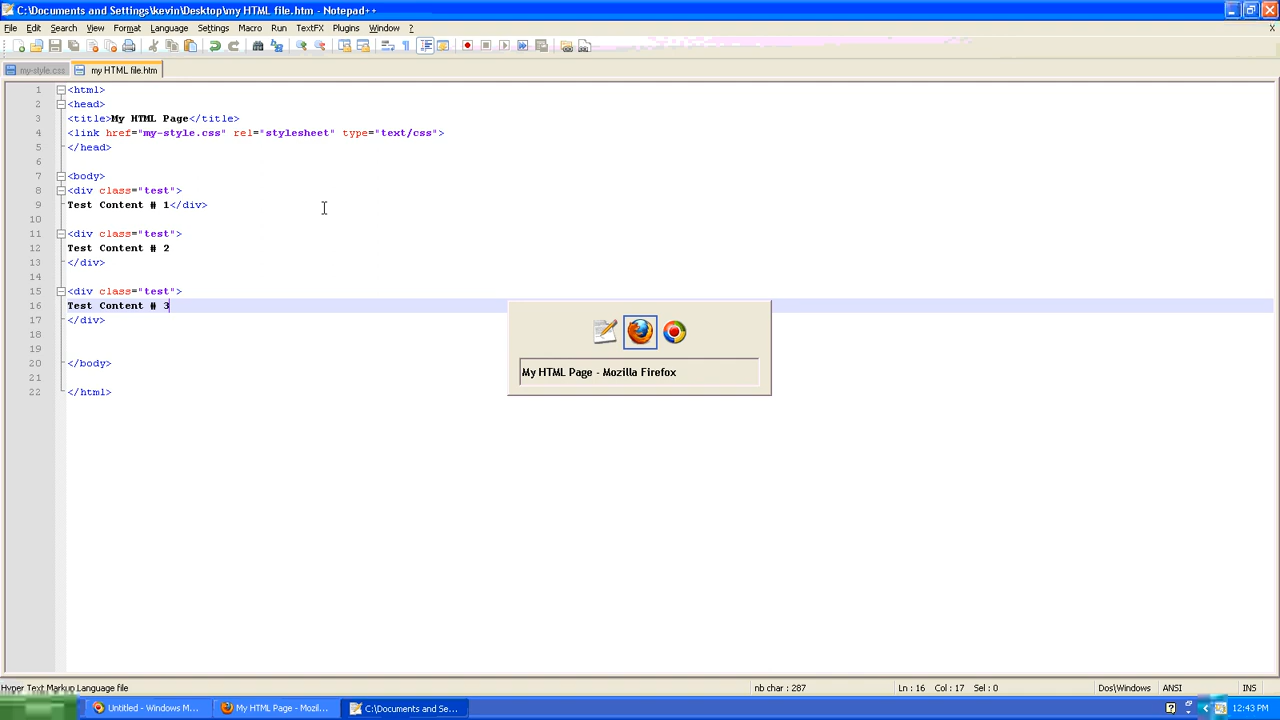 C:\Documents and Settings\kevin\Desktop\my HTML file.htm - Notepad++
File Edit Search View Format Language Settings Macro Run TextFX Plugins Window ? X
my-style.css my HTML file.htm
1 <html>
2 <head>
3 <title>My HTML Page</title>
4 <link href="my-style.css" rel="stylesheet" type="text/css">
5 </head>
6
7 <body>
8 <div class="test">
9 Test Content # 1</div>
10
11 <div class="test">
12 Test Content # 2
13 </div>
14
15 <div class="test">
16 Test Content # 3
17 </div>
18
19
20 </body>
21
22 </html>
My HTML Page - Mozilla Firefox
Hyper Text Markup Language file nb char : 287 Ln : 16 Col : 17 Sel : 0 Dos\Windows ANSI INS
Untitled - Windows M... My HTML Page - Mozil... C:\Documents and Se... 12:43 PM